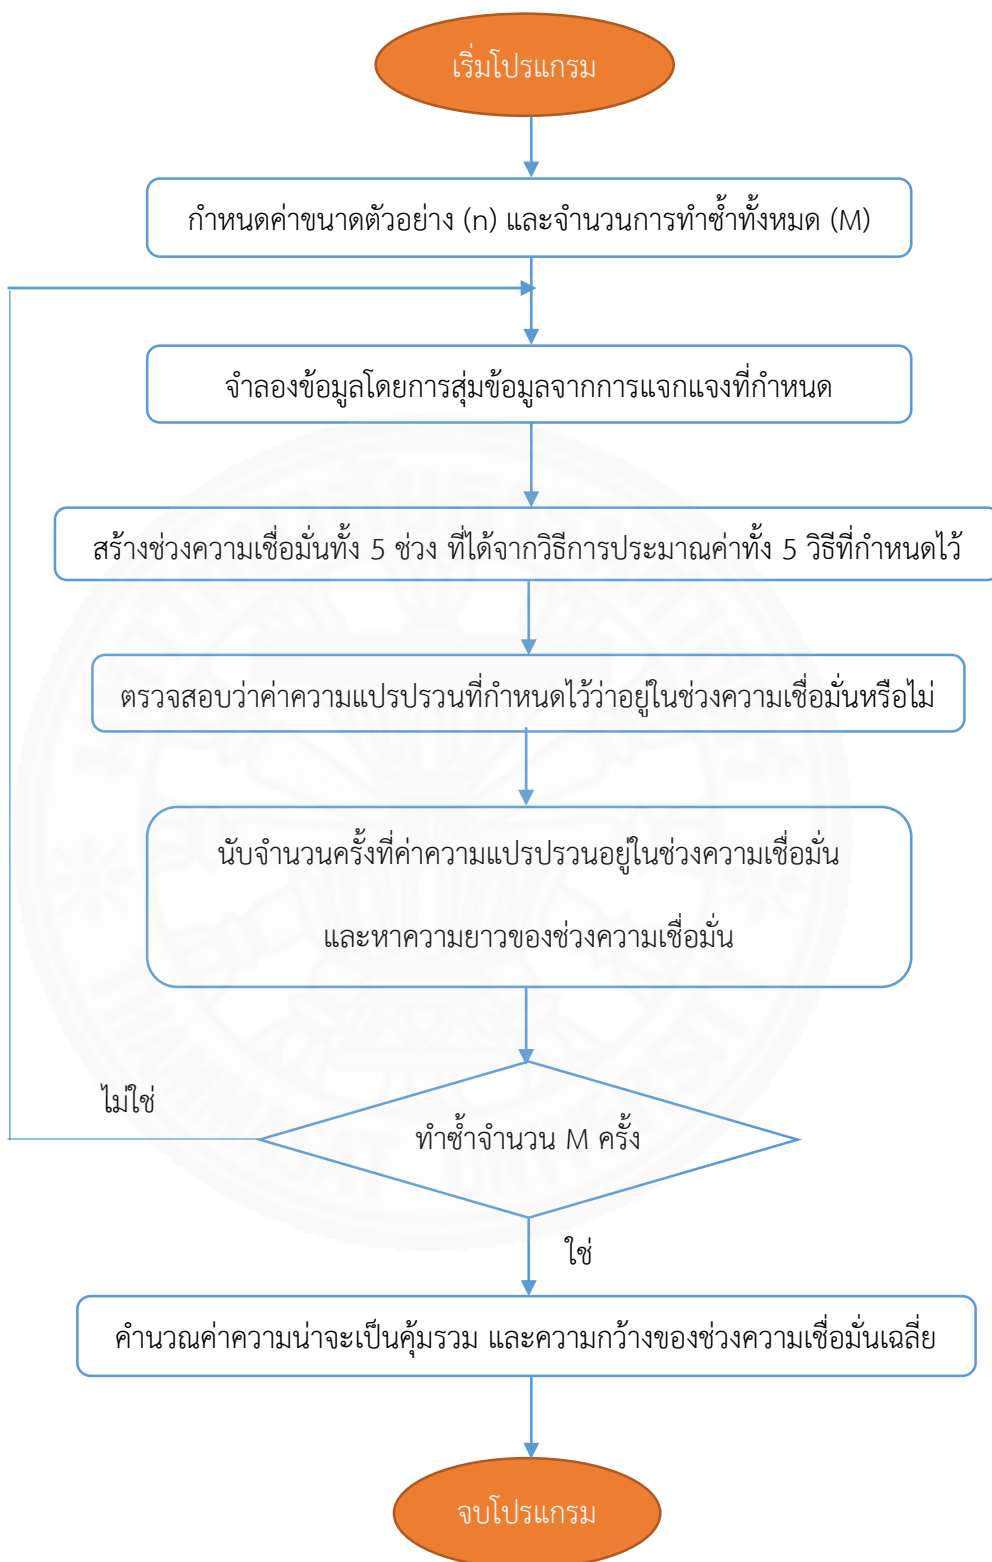 เริ่มโปรแกรม
กำหนดค่าขนาดตัวอย่าง (n) และจำนวนการทำซ้ำทั้งหมด (M)
จำลองข้อมูลโดยการสุ่มข้อมูลจากการแจกแจงที่กำหนด
สร้างช่วงความเชื่อมั่นทั้ง 5 ช่วง ที่ได้จากวิธีการประมาณค่าทั้ง 5 วิธีที่กำหนดไว้
ตรวจสอบว่าค่าความแปรปรวนที่กำหนดไว้ว่าอยู่ในช่วงความเชื่อมั่นหรือไม่
นับจำนวนครั้งที่ค่าความแปรปรวนอยู่ในช่วงความเชื่อมั่น
และหาความยาวของช่วงความเชื่อมั่น
ไม่ใช่
ทำซ้ำจำนวน M ครั้ง
ใช่
คำนวณค่าความน่าจะเป็นคุ้มรวม และความกว้างของช่วงความเชื่อมั่นเฉลี่ย
จบโปรแกรม